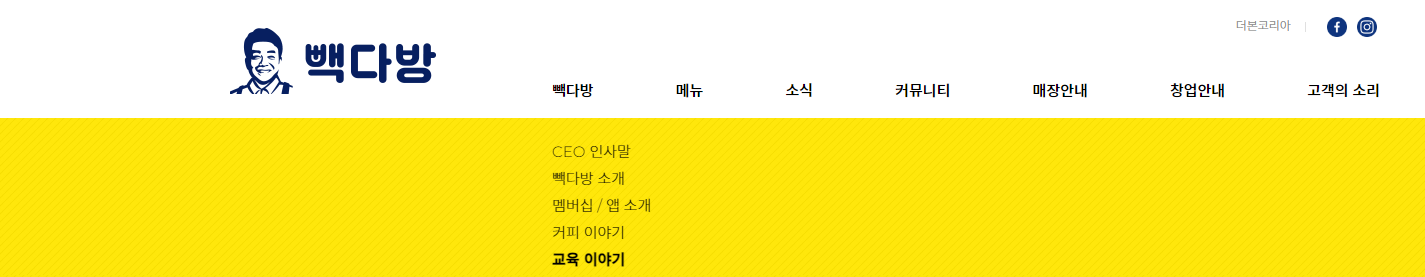 더본코리아
빽다방
빽다방 메뉴 소식 커뮤니티 매장안내 창업안내 고객의 소리
CEO 인사말
빽다방 소개
멤버십 / 앱 소개
커피 이야기
교육 이야기